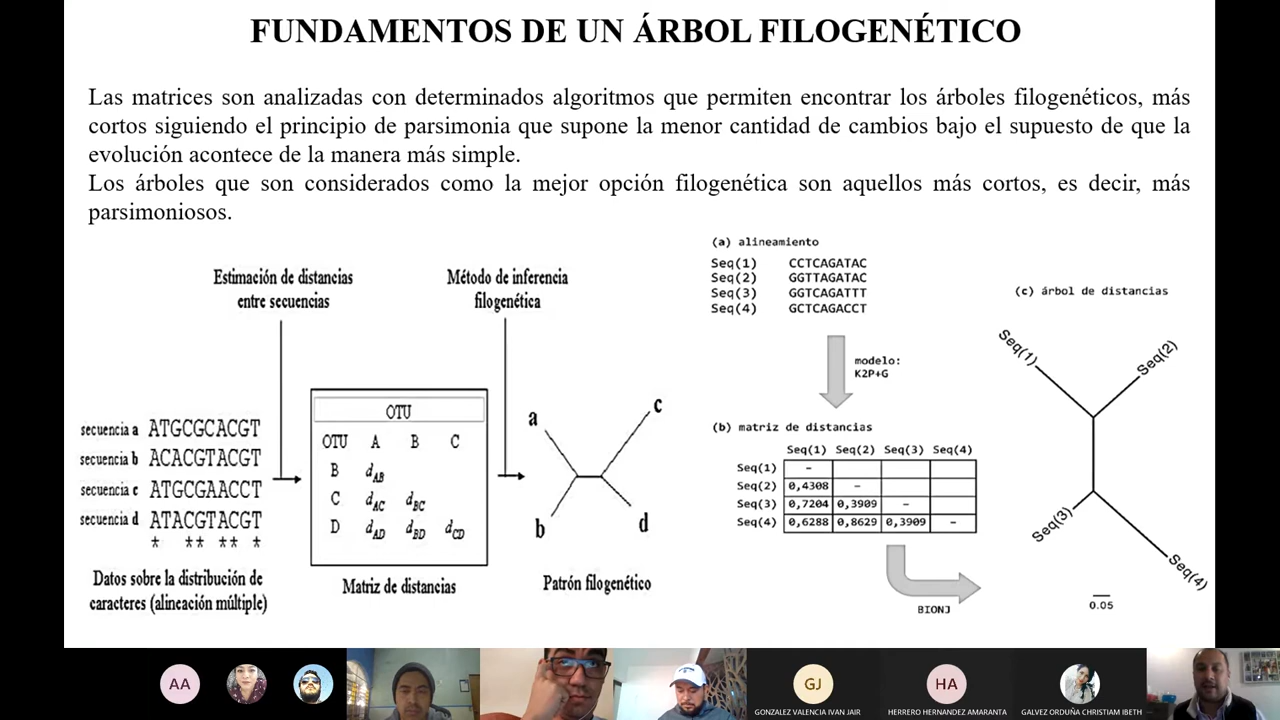 FUNDAMENTOS DE UN ÁRBOL FILOGENÉTICO
Las matrices son analizadas con determinados algoritmos que permiten encontrar los árboles filogenéticos, más
cortos siguiendo el principio de parsimonia que supone la menor cantidad de cambios bajo el supuesto de que la
evolución acontece de la manera más simple.
Los árboles que son considerados como la mejor opción filogenética son aquellos más cortos, es decir, más
parsimoniosos.
Estimación de distancias
entre secuencias
Método de inferencia
filogenética
secuencia a ATGCGCACGT
secuencia b ACACGTACGT
secuencia c ATGCGAACCT
secuencia d ATACGTACGT
* ** ** *
Datos sobre la distribución de
caracteres (alineación múltiple)
OTU
OTU A B C
B dAB
C dAC dBC
D dAD dBD dCD
Matriz de distancias
a
c
b
d
Patrón filogenético
(a) alineamiento
Seq(1) CCTCAGATAC
Seq(2) GGTTAGATAC
Seq(3) GGTCAGATTT
Seq(4) GCTCAGACCT
modelo:
K2P+G
(b) matriz de distancias
Seq(1) Seq(2) Seq(3) Seq(4)
Seq(1) –
Seq(2) 0,4308 –
Seq(3) 0,7204 0,3909 –
Seq(4) 0,6288 0,8629 0,3909 –
BIONJ
(c) árbol de distancias
Seq(1)
Seq(2)
Seq(3)
Seq(4)
0.05
AA
GJ
HA
GONZALEZ VALENCIA IVAN JAIR
HERRERO HERNANDEZ AMARANTA
GALVEZ ORDUÑA CHRISTIAM IBETH